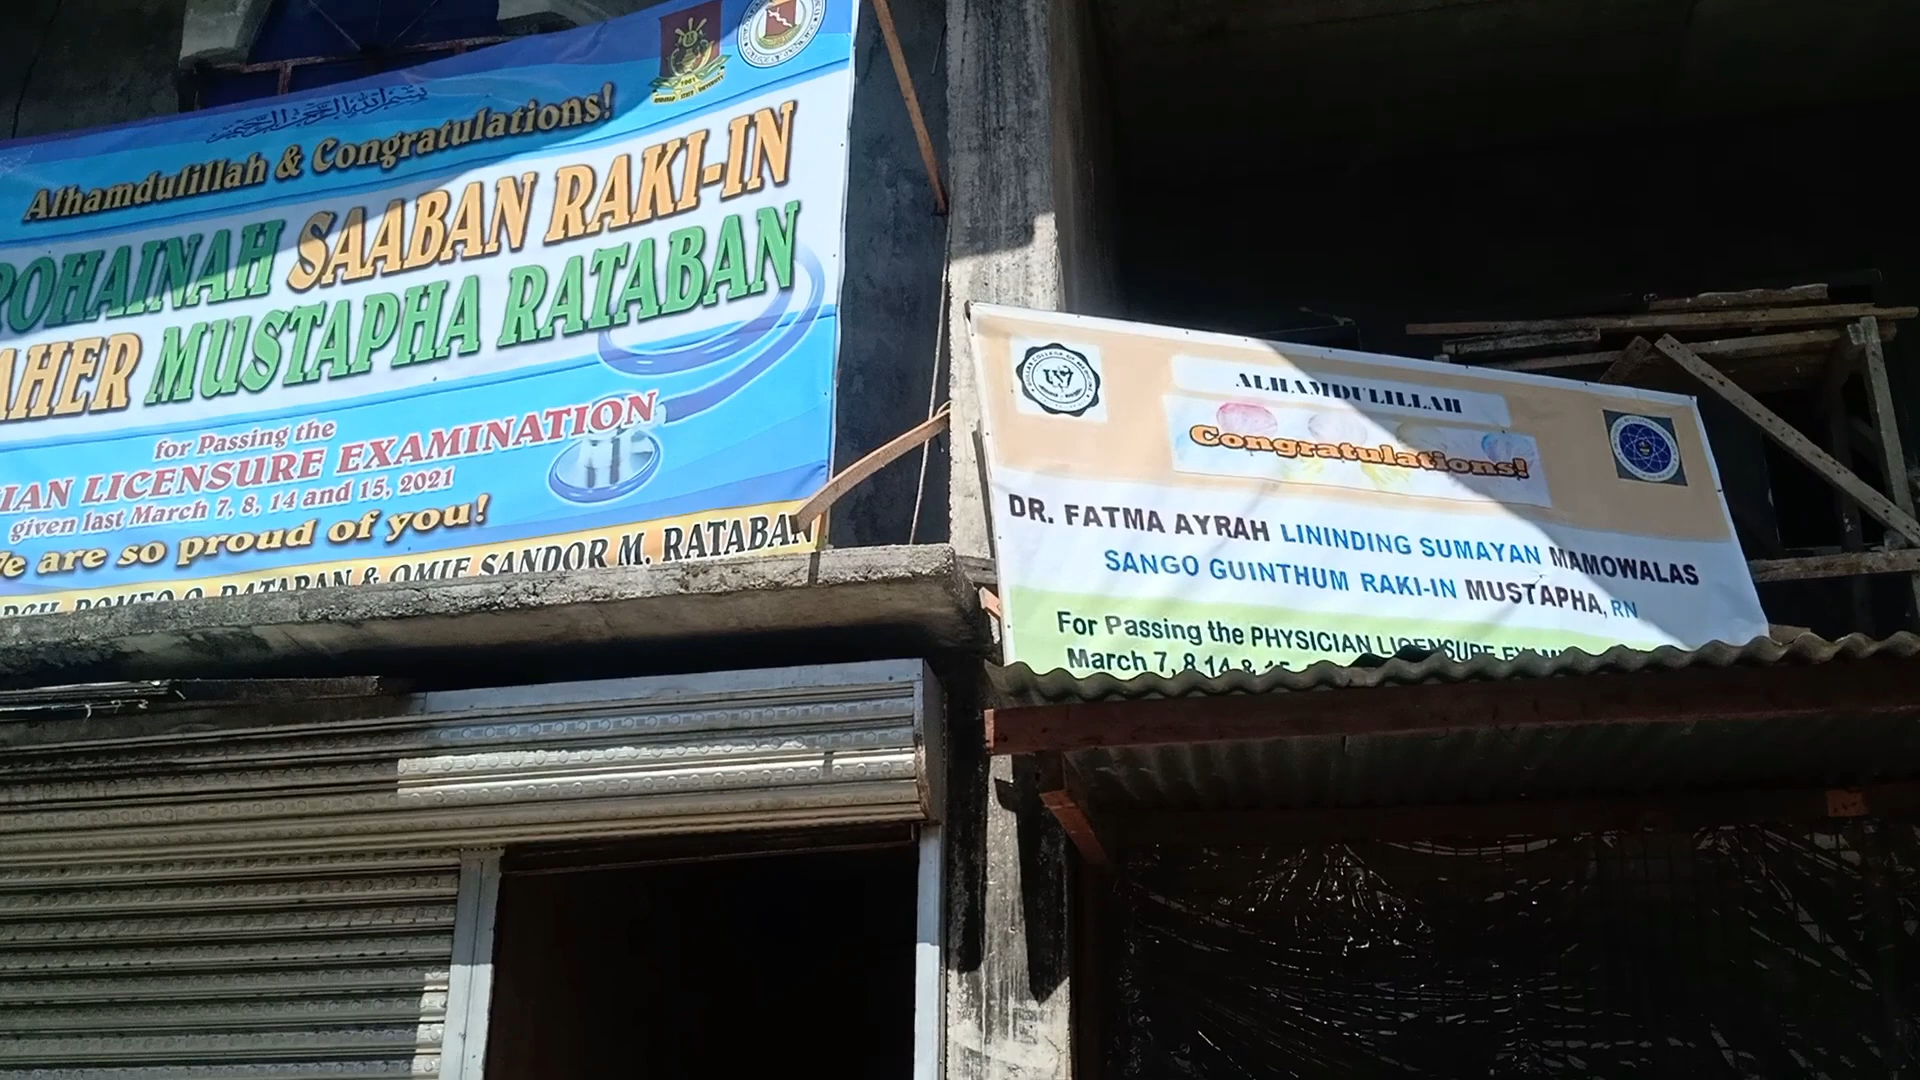 بسم الله الرحمن الرحيم
Alhamdulillah & Congratulations!
ROHAINAH SAABAN RAKI-IN
AHER MUSTAPHA RATABAN
for Passing the
IAN LICENSURE EXAMINATION
given last March 7, 8, 14 and 15, 2021
We are so proud of you!
ROMEO O. RATABAN & OMIE SANDOR M. RATABAN
ALHAMDULILLAH
Congratulations!
DR. FATMA AYRAH LININDING SUMAYAN MAMOWALAS
SANGO GUINTHUM RAKI-IN MUSTAPHA, RN
For Passing the PHYSICIAN LICENSURE
March 7, 8 14 & 15